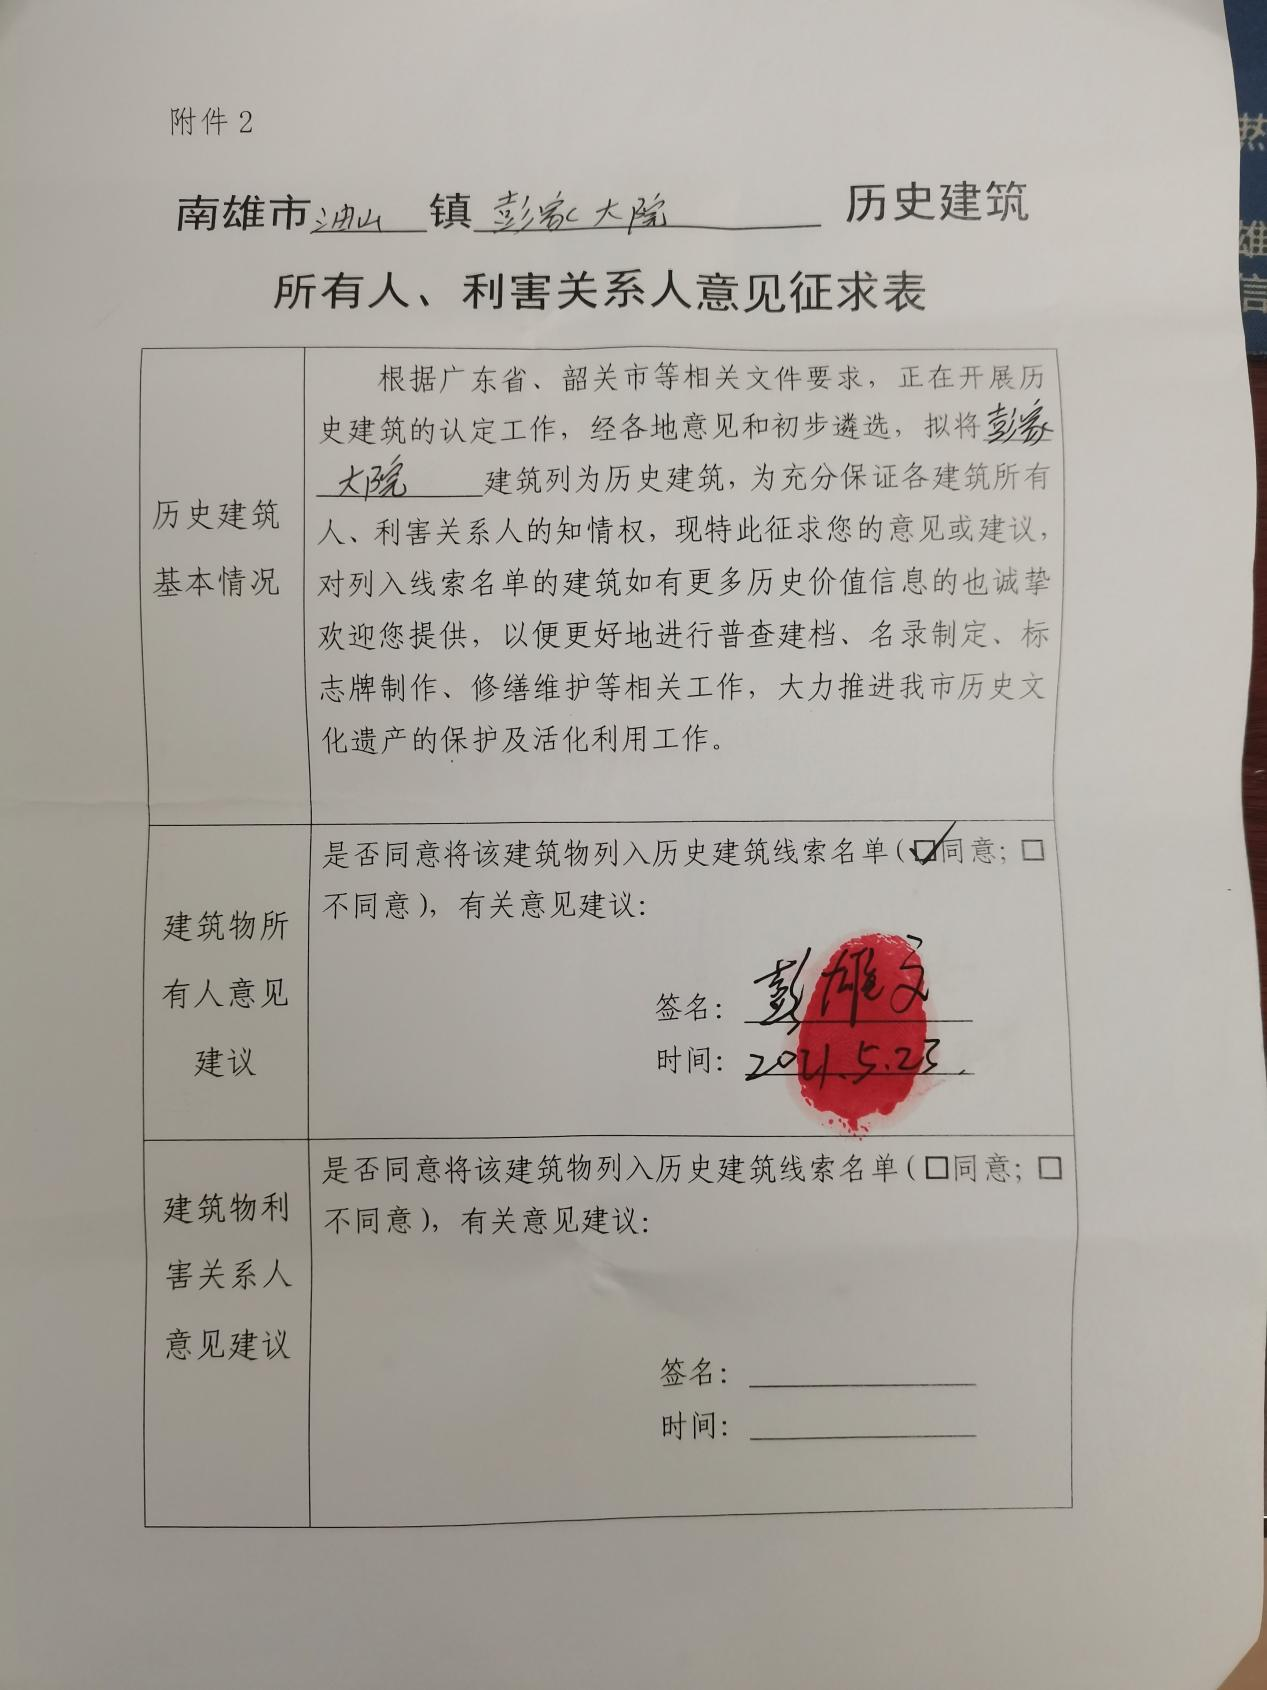 附件2
南雄市油山镇彭家大院历史建筑
所有人、利害关系人意见征求表
历史建筑
基本情况
根据广东省、韶关市等相关文件要求，正在开展历
史建筑的认定工作，经各地意见和初步遴选，拟将彭家
大院建筑列为历史建筑，为充分保证各建筑所有
人、利害关系人的知情权，现特此征求您的意见或建议，
对列入线索名单的建筑如有更多历史价值信息的也诚挚
欢迎您提供，以便更好地进行普查建档、名录制定、标
志牌制作、修缮维护等相关工作，大力推进我市历史文
化遗产的保护及活化利用工作。
建筑物所
有人意见
建议
是否同意将该建筑物列入历史建筑线索名单（☑同意；□
不同意），有关意见建议：
签名：彭雄文
时间：2021.5.23.
建筑物利
害关系人
意见建议
是否同意将该建筑物列入历史建筑线索名单（□同意；□
不同意），有关意见建议：
签名：
时间：
雄
言